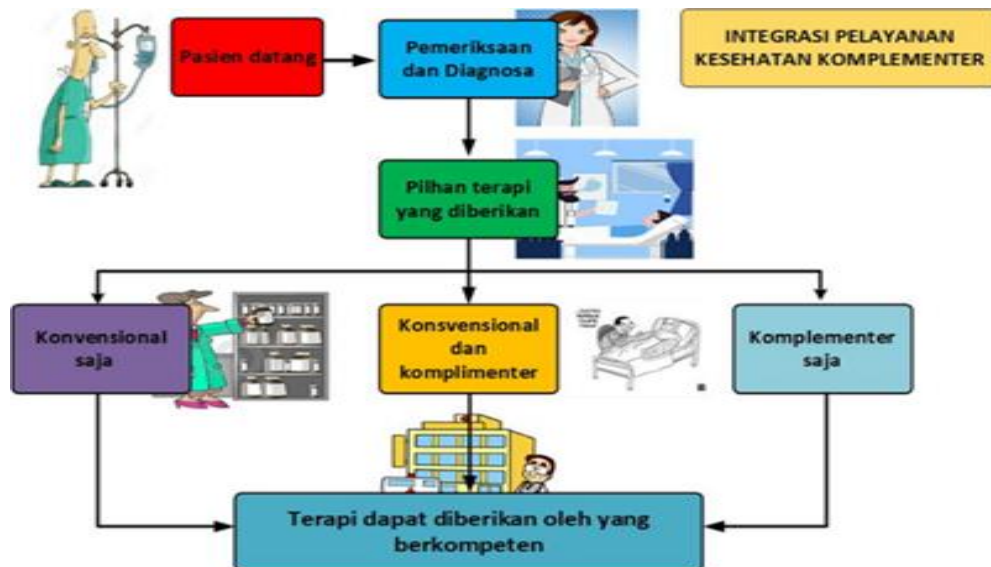 Pasien datang
Pemeriksaan
dan Diagnosa
INTEGRASI PELAYANAN
KESEHATAN KOMPLEMENTER
Pilhan terapi
yang diberikan
Konvensional
saja
Konsvensional
dan
komplimenter
Komplementer
saja
Terapi dapat diberikan oleh yang
berkompeten